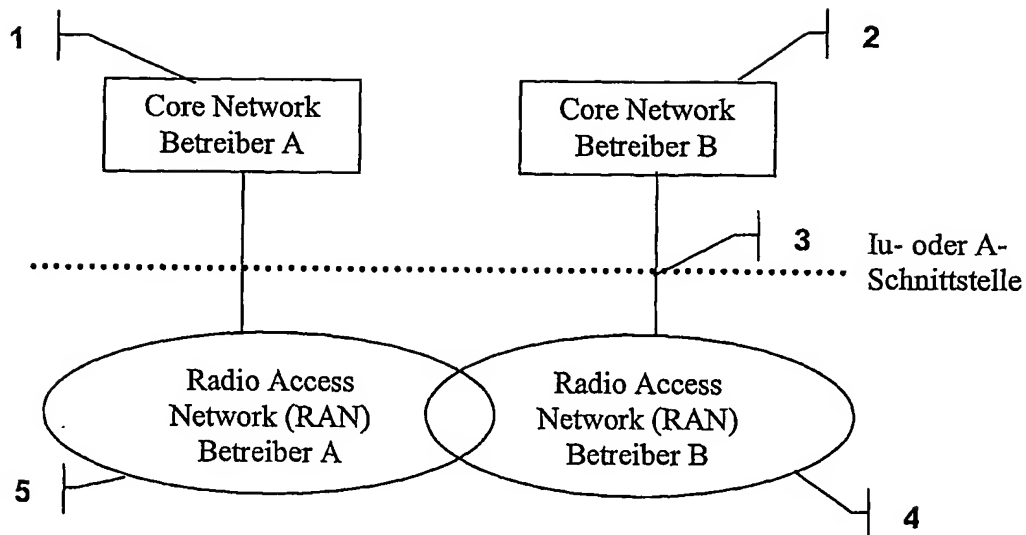 1
2
Core Network
Betreiber A
Core Network
Betreiber B
3
Iu- oder A-
Schnittstelle
Radio Access
Network (RAN)
Betreiber A
Radio Access
Network (RAN)
Betreiber B
5
4